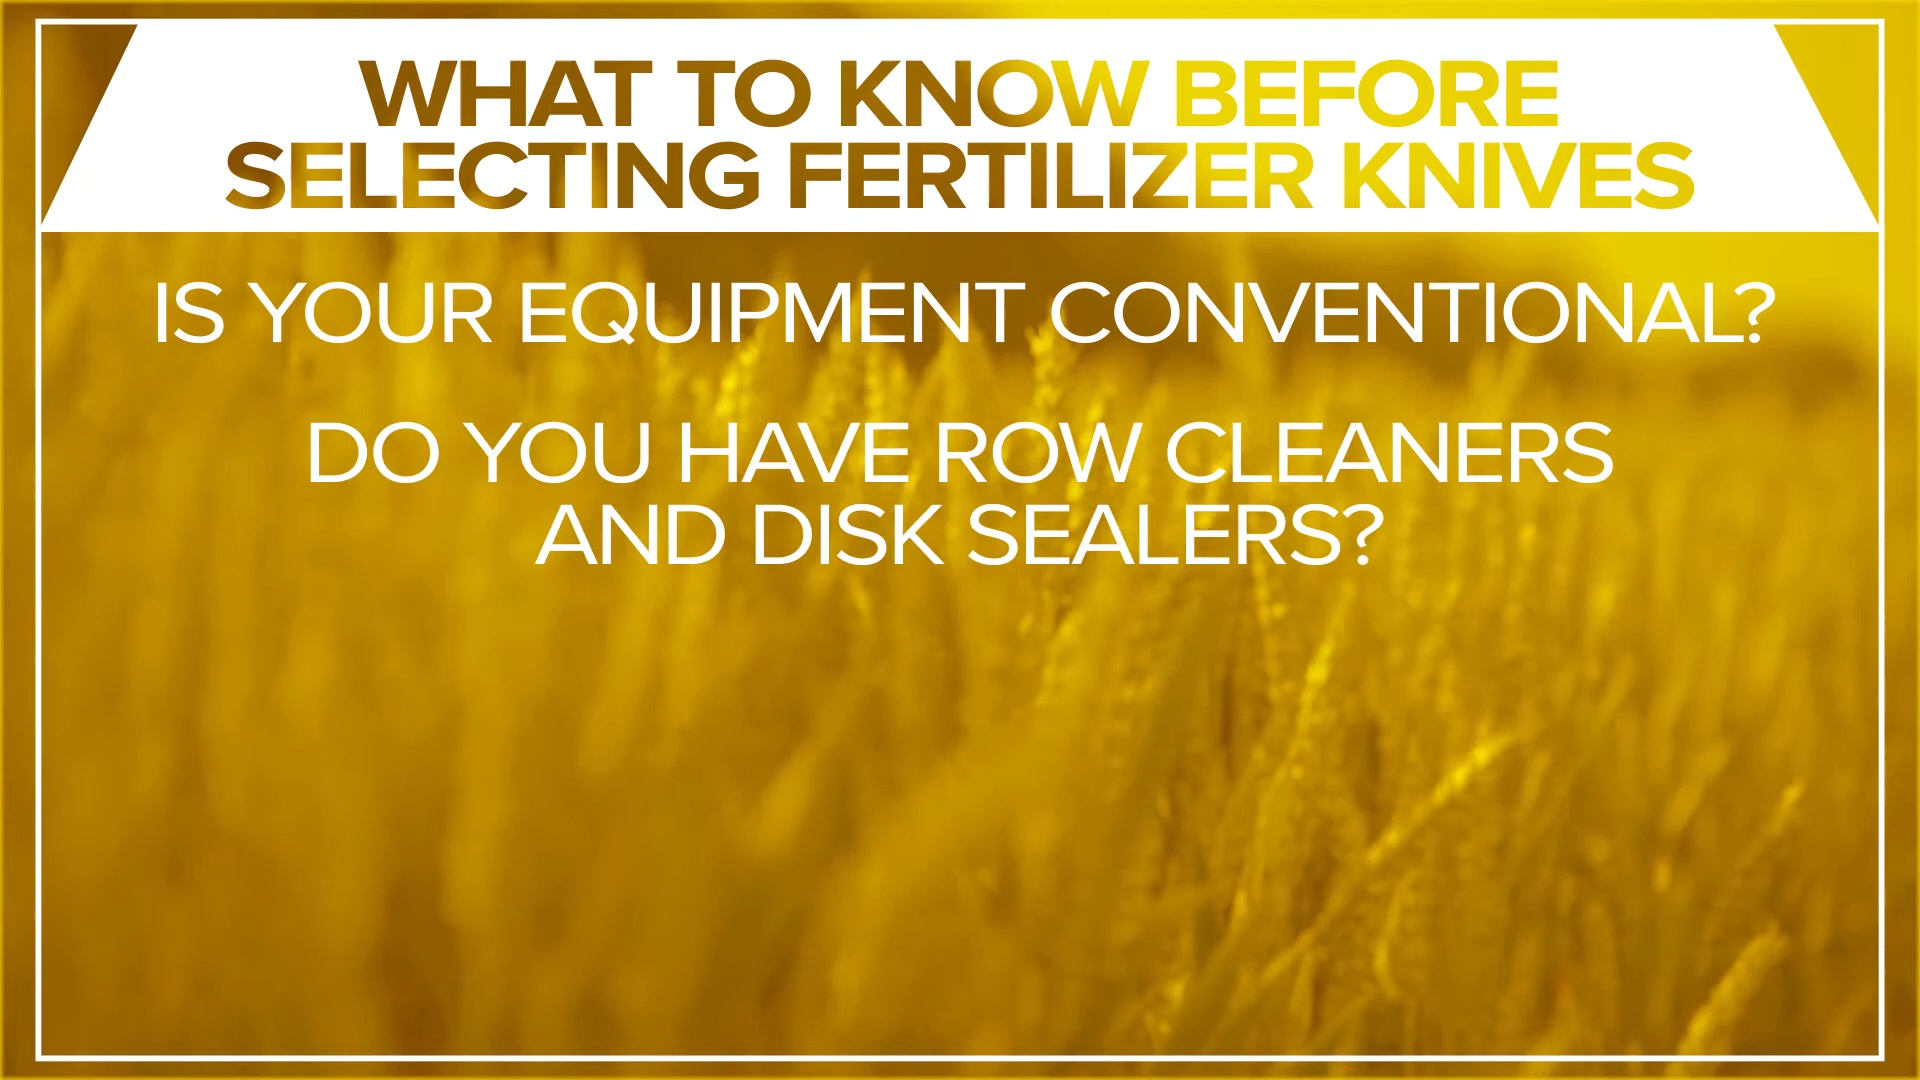 WHAT TO KNOW BEFORE
SELECTING FERTILIZER KNIVES
IS YOUR EQUIPMENT CONVENTIONAL?
DO YOU HAVE ROW CLEANERS
AND DISK SEALERS?